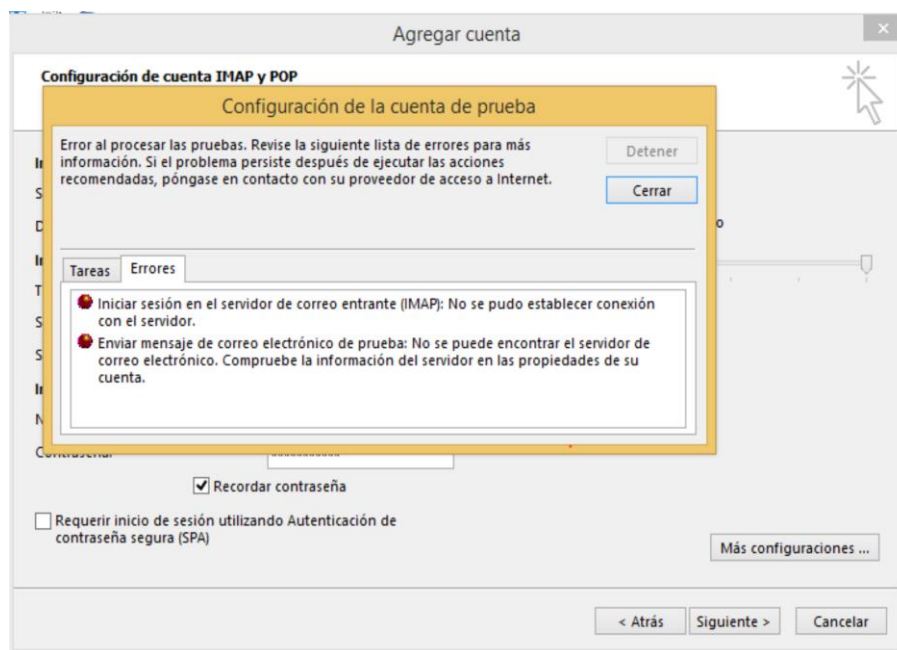 Agregar cuenta
Configuración de cuenta IMAP y POP
Configuración de la cuenta de prueba
Error al procesar las pruebas. Revise la siguiente lista de errores para más
información. Si el problema persiste después de ejecutar las acciones
recomendadas, póngase en contacto con su proveedor de acceso a Internet.
Detener
Cerrar
Tareas
Errores
Iniciar sesión en el servidor de correo entrante (IMAP): No se pudo establecer conexión
con el servidor.
Enviar mensaje de correo electrónico de prueba: No se puede encontrar el servidor de
correo electrónico. Compruebe la información del servidor en las propiedades de su
cuenta.
Recordar contraseña
Requerir inicio de sesión utilizando Autenticación de
contraseña segura (SPA)
Más configuraciones ...
< Atrás
Siguiente >
Cancelar